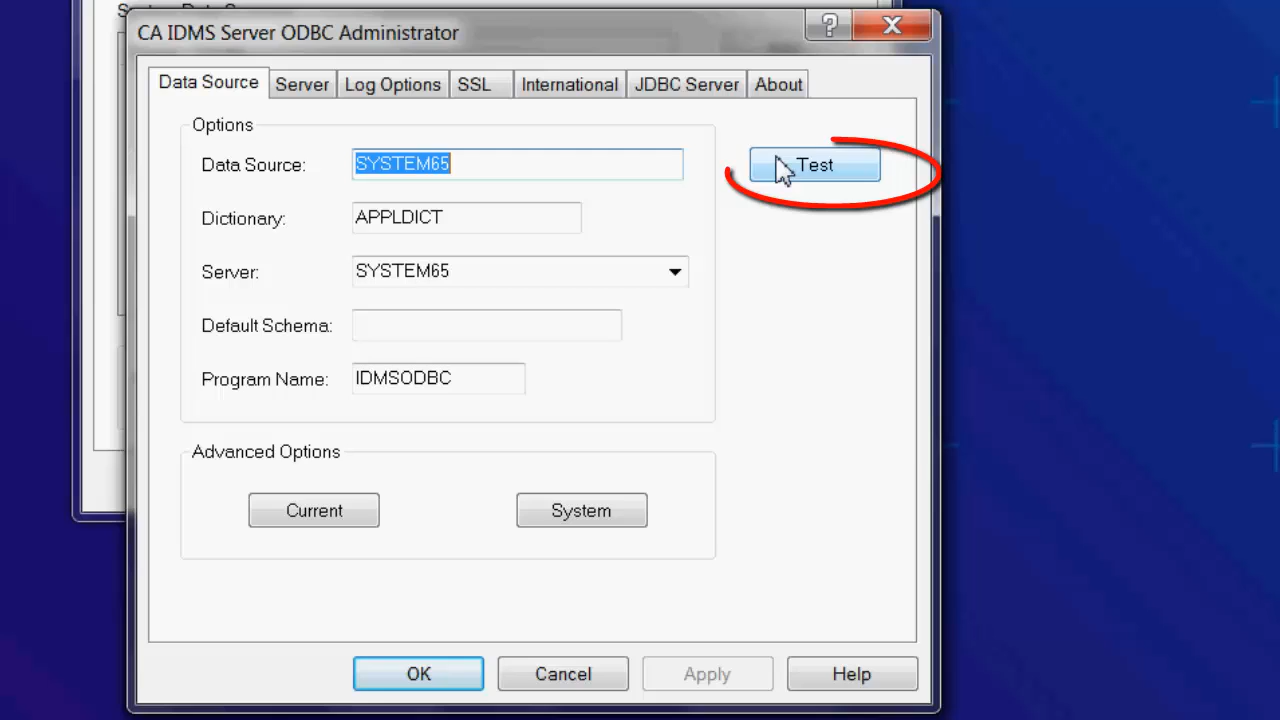 CA IDMS Server ODBC Administrator
?
Data Source Server Log Options SSL International JDBC Server About
Options
Data Source: SYSTEM65
Test
Dictionary: APPLDICT
Server: SYSTEM65
Default Schema:
Program Name: IDMSODBC
Advanced Options
Current System
OK Cancel Apply Help